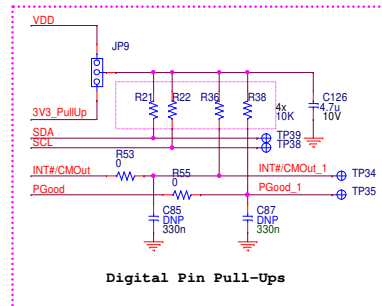 VDD
JP9
R21 R22 R36 R38 C126
4x 4.7u
3V3_PullUp 10K 10V
SDA TP39
SCL TP38
R53
INT#/CMOut 0 R55 INT#/CMOut_1 TP34
PGood 0 PGood_1 TP35
C85 C87
DNP DNP
330n 330n
Digital Pin Pull-Ups